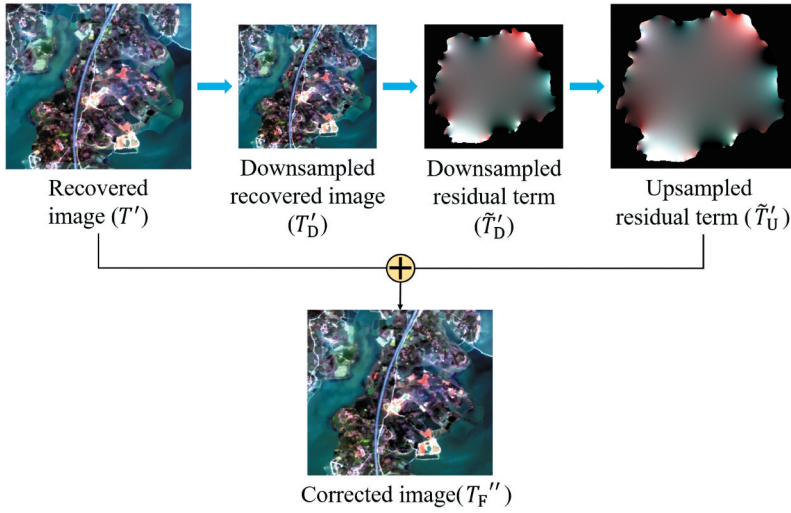 Recovered
image (T′)
Downsampled
recovered image
(T′D)
Downsampled
residual term
(T̃′D)
Upsampled
residual term (T̃′U)
Corrected image(TF′′)